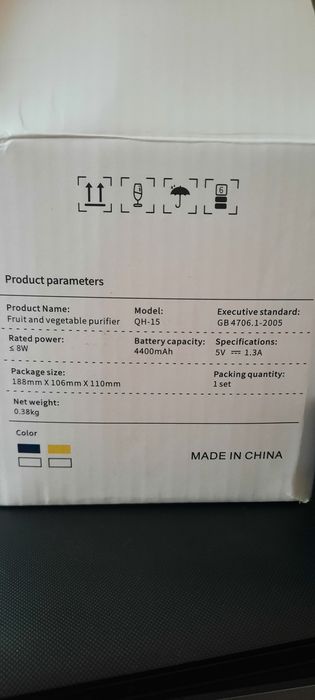 6
Product parameters
Product Name: Model: Executive standard:
Fruit and vegetable purifier QH-15 GB 4706.1-2005
Rated power: Battery capacity: Specifications:
≤ 8W 4400mAh 5V ⎓ 1.3A
Package size: Packing quantity:
188mm X 106mm X 110mm 1 set
Net weight:
0.38kg
Color
MADE IN CHINA